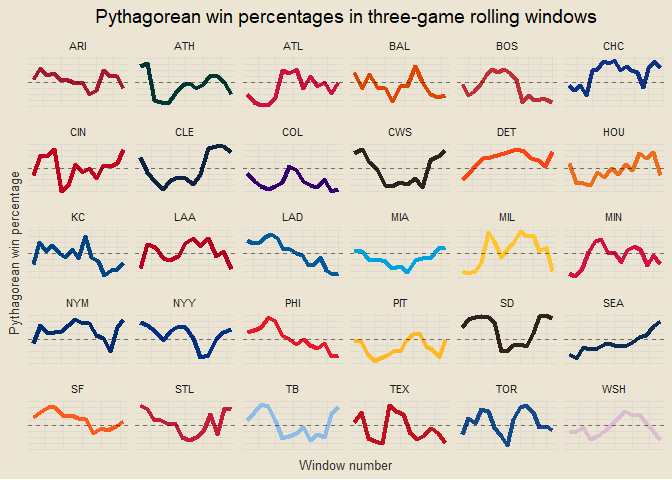 Pythagorean win percentages in three-game rolling windows
ARI ATH ATL BAL BOS CHC
CIN CLE COL CWS DET HOU
KC LAA LAD MIA MIL MIN
NYM NYY PHI PIT SD SEA
SF STL TB TEX TOR WSH
Pythagorean win percentage
Window number